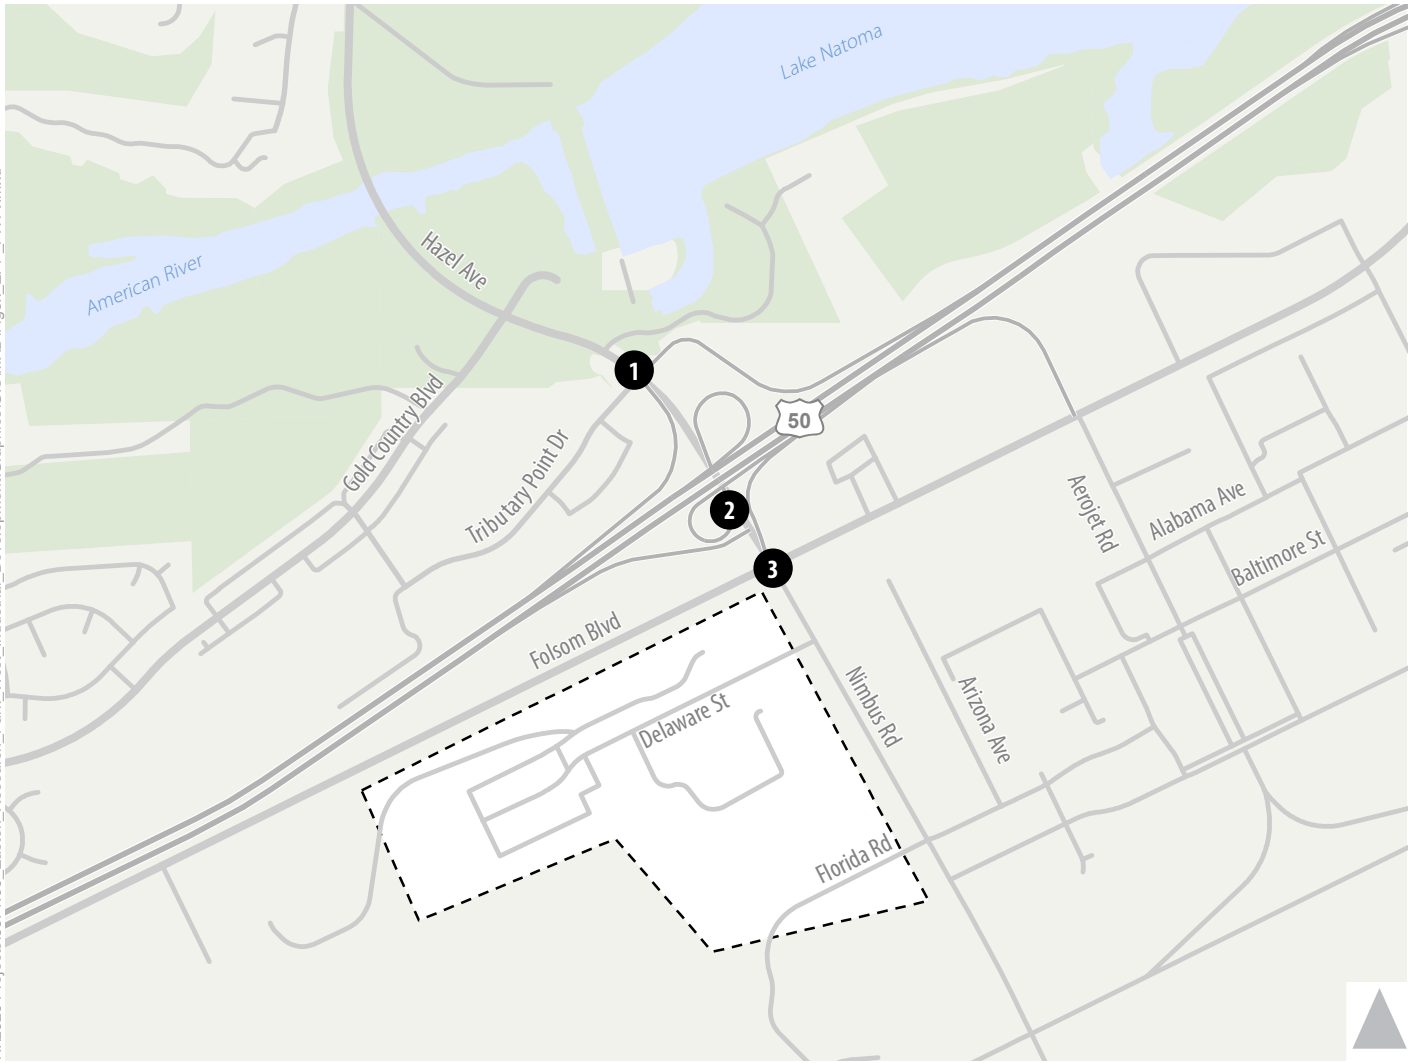 Lake Natoma
American River
Hazel Ave
1
Gold Country Blvd
50
Tributary Point Dr
2
Aerojet Rd
Alabama Ave
Baltimore St
3
Folsom Blvd
Nimbus Rd
Arizona Ave
Delaware St
Florida Rd